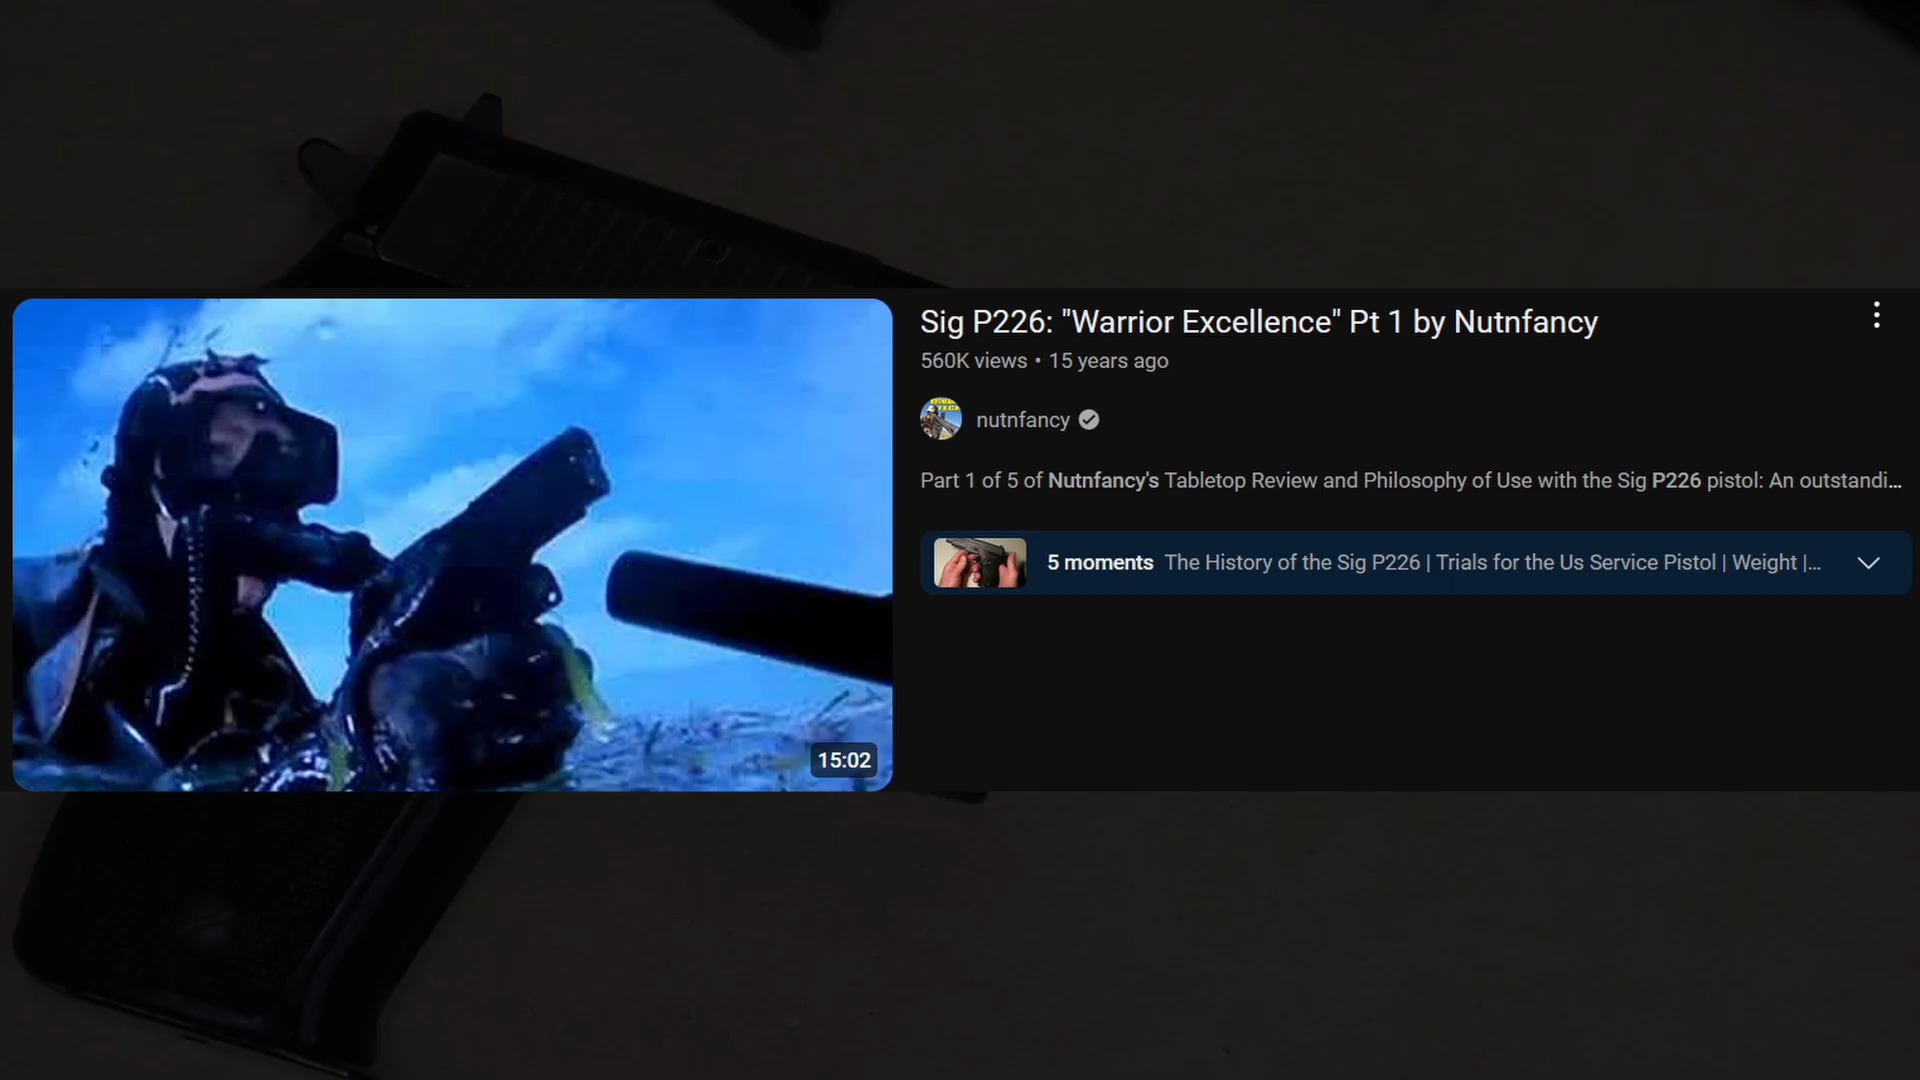 Sig P226: "Warrior Excellence" Pt 1 by Nutnfancy
560K views • 15 years ago
nutnfancy
Part 1 of 5 of Nutnfancy's Tabletop Review and Philosophy of Use with the Sig P226 pistol: An outstandi...
5 moments The History of the Sig P226 | Trials for the Us Service Pistol | Weight |...
15:02